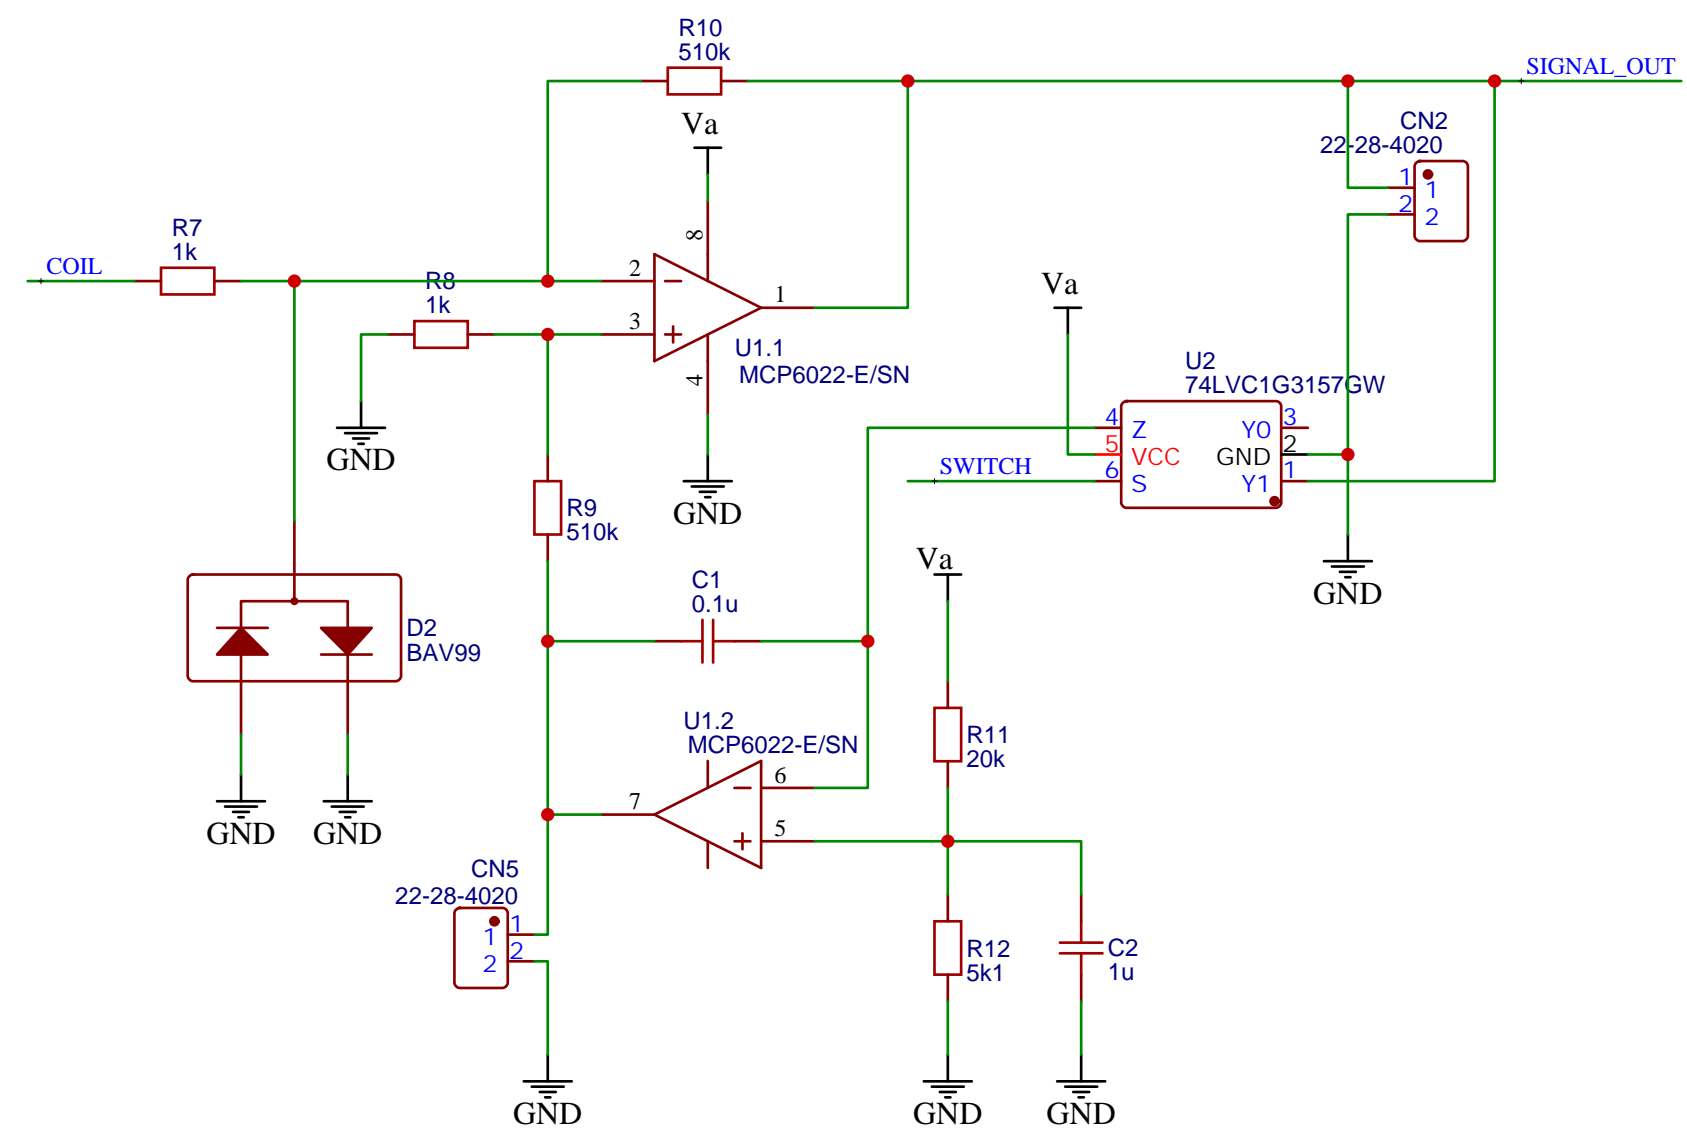 R10
510k
SIGNAL_OUT
Va
CN2
22-28-4020
1
1
2
2
R7
1k
COIL
8
R8
1k
2
3
1
4
U1.1
MCP6022-E/SN
GND
GND
Va
U2
74LVC1G3157GW
4
Z
Y0
3
5
VCC
GND
2
SWITCH
6
S
Y1
1
GND
R9
510k
Va
C1
0.1u
D2
BAV99
GND
GND
U1.2
MCP6022-E/SN
6
7
5
R11
20k
CN5
22-28-4020
1
1
2
2
R12
5k1
C2
1u
GND
GND
GND